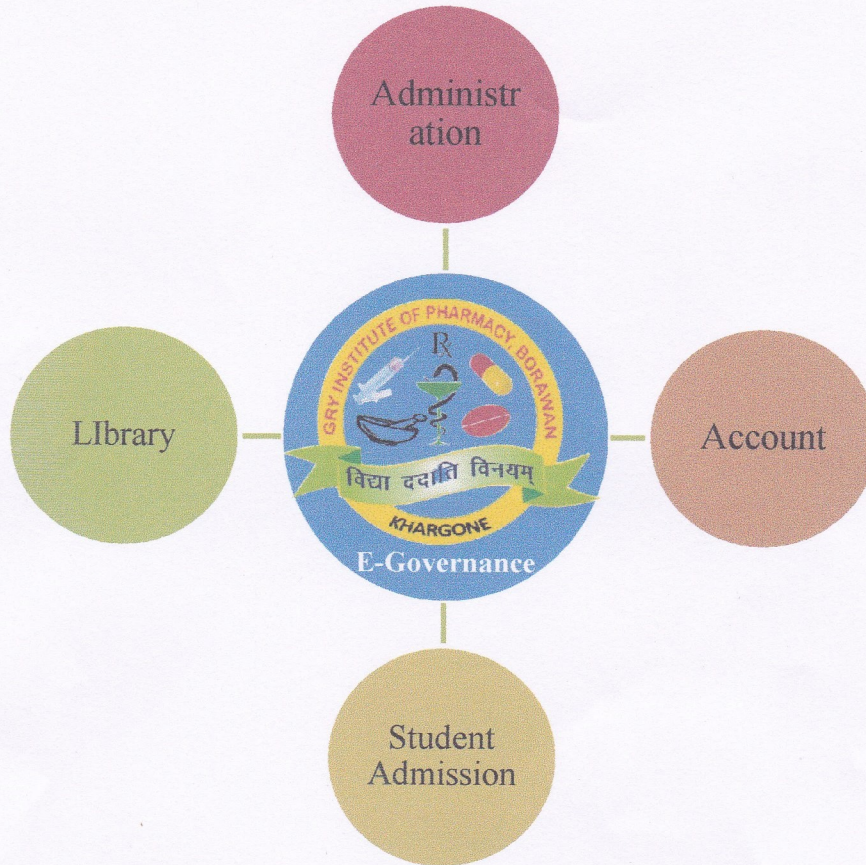 Administr
ation
GRY INSTITUTE OF PHARMACY, BORAWAN
R
विद्या ददाति विनयम्
KHARGONE
E-Governance
LIbrary
Account
Student
Admission